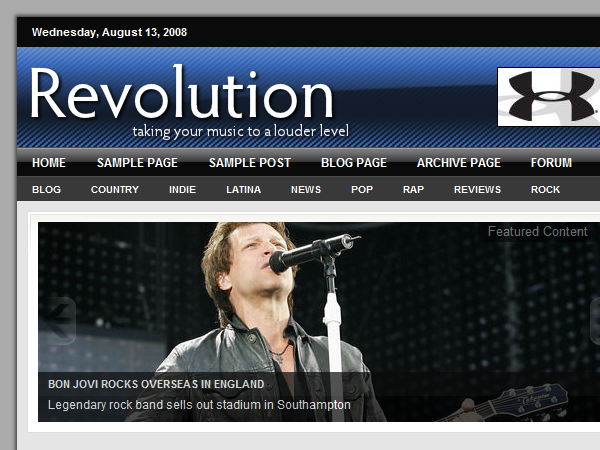 Wednesday, August 13, 2008
Revolution
taking your music to a louder level
HOME SAMPLE PAGE SAMPLE POST BLOG PAGE ARCHIVE PAGE FORUM
BLOG COUNTRY INDIE LATINA NEWS POP RAP REVIEWS ROCK
Featured Content
BON JOVI ROCKS OVERSEAS IN ENGLAND
Legendary rock band sells out stadium in Southampton